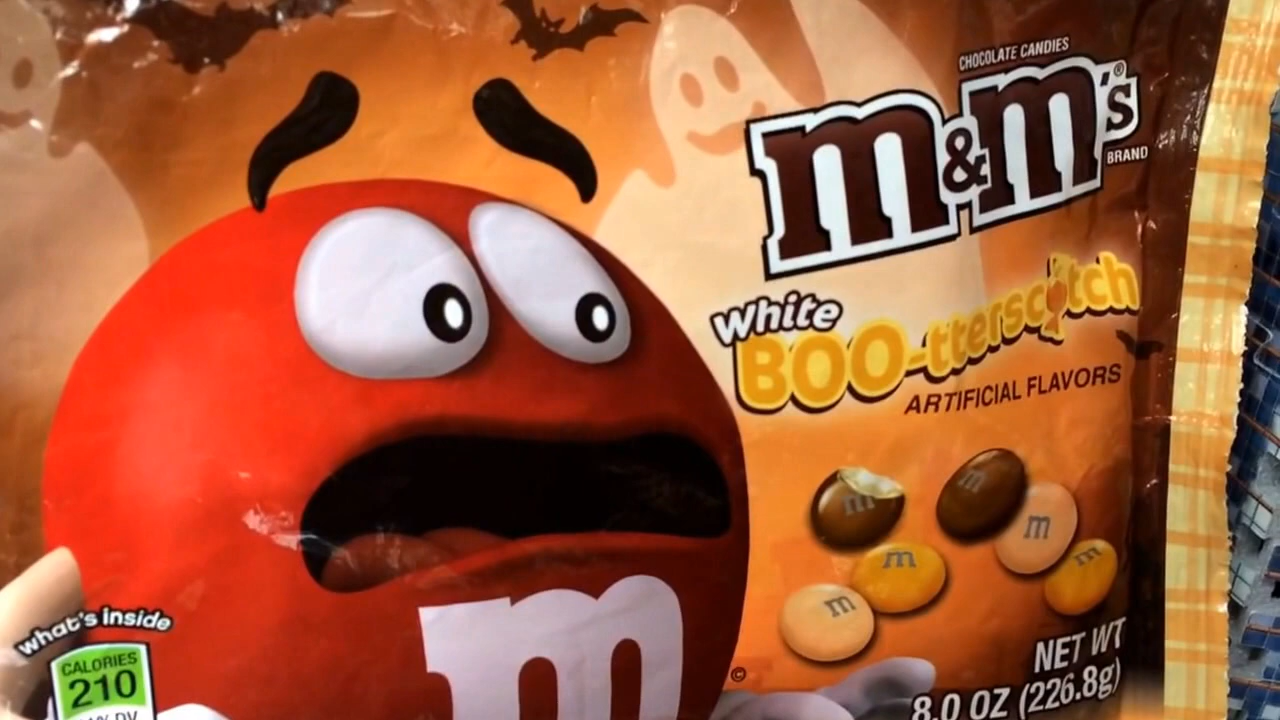 CHOCOLATE CANDIES
m&m's®
BRAND
White
BOO-tterscotch
ARTIFICIAL FLAVORS
m
m
m
m
m
m
m
©
what's inside
CALORIES
210
% DV
NET WT
8.0 OZ (226.8g)